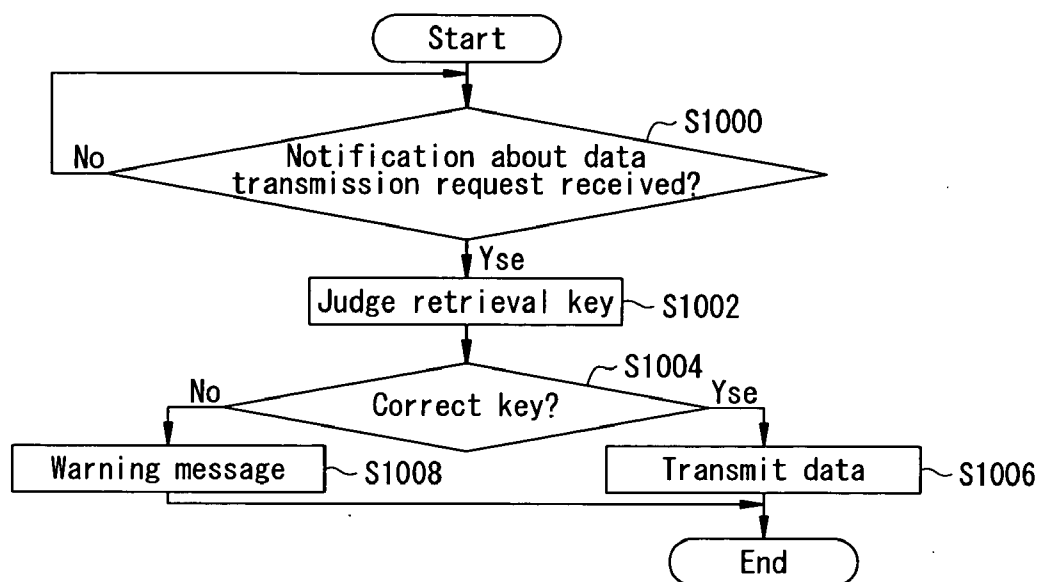 Start
S1000
No
Notification about data
transmission request received?
Yse
Judge retrieval key
S1002
S1004
No
Correct key?
Yse
Warning message
S1008
Transmit data
S1006
End